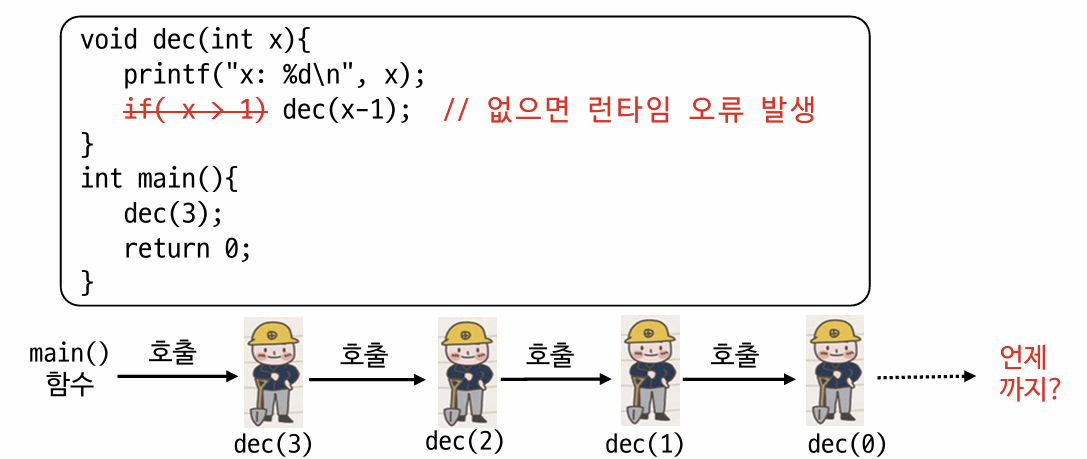 void dec(int x){
printf("x: %d\n", x);
if( x > 1) dec(x-1); // 없으면 런타임 오류 발생
}
int main(){
dec(3);
return 0;
}
main()
함수
호출
호출
호출
호출
언제
까지?
dec(3)
dec(2)
dec(1)
dec(0)